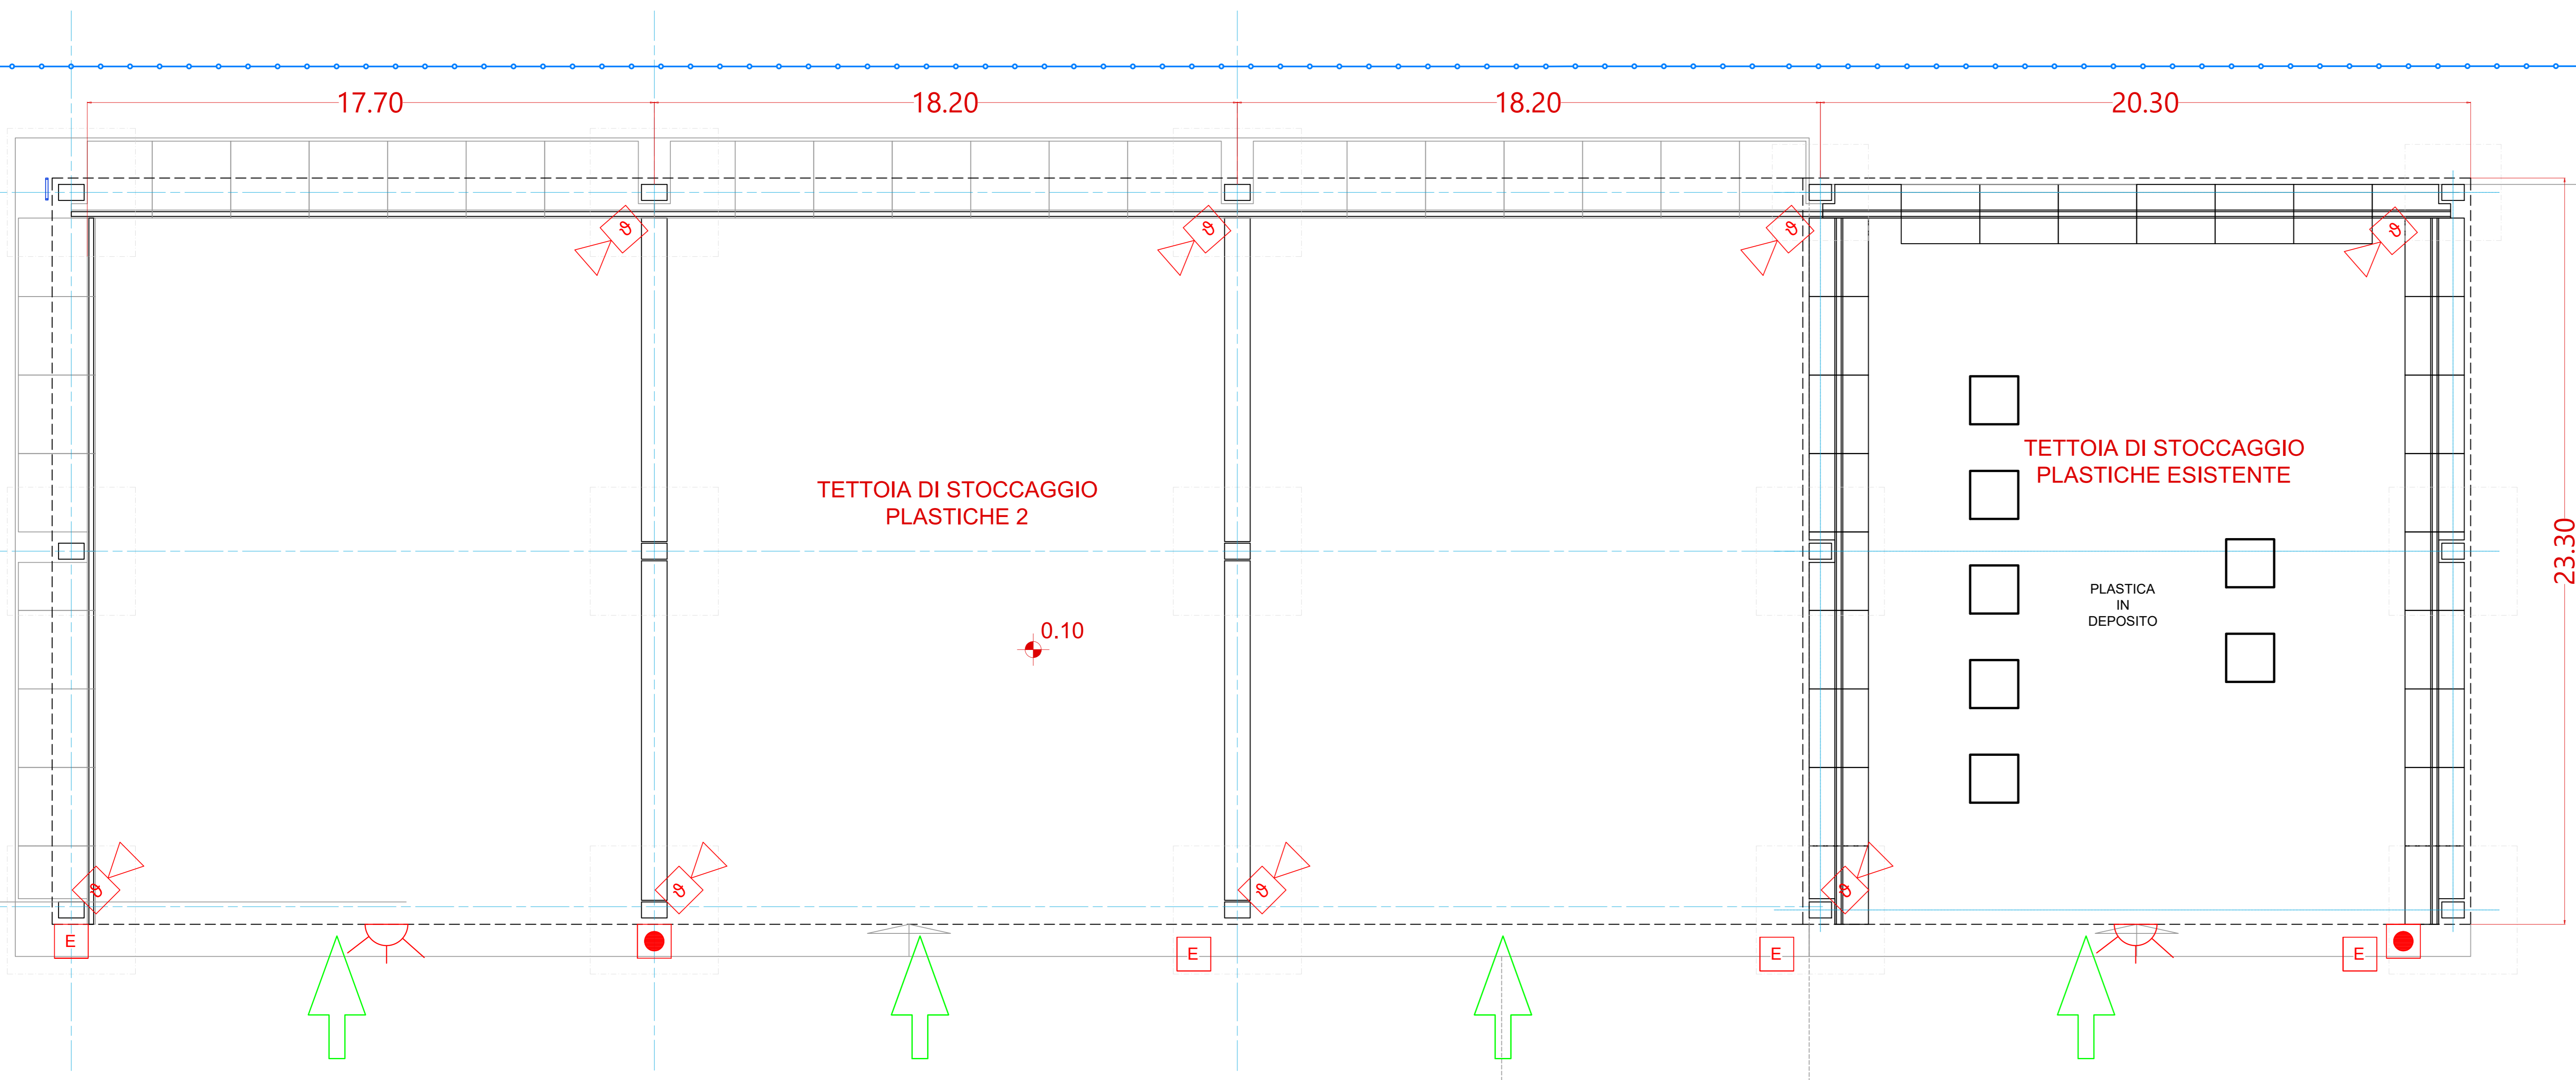 17.70
18.20
18.20
20.30
ϑ
ϑ
ϑ
ϑ
TETTOIA DI STOCCAGGIO
PLASTICHE ESISTENTE
TETTOIA DI STOCCAGGIO
PLASTICHE 2
23.30
PLASTICA
IN
DEPOSITO
0.10
ϑ
ϑ
ϑ
ϑ
E
E
E
E